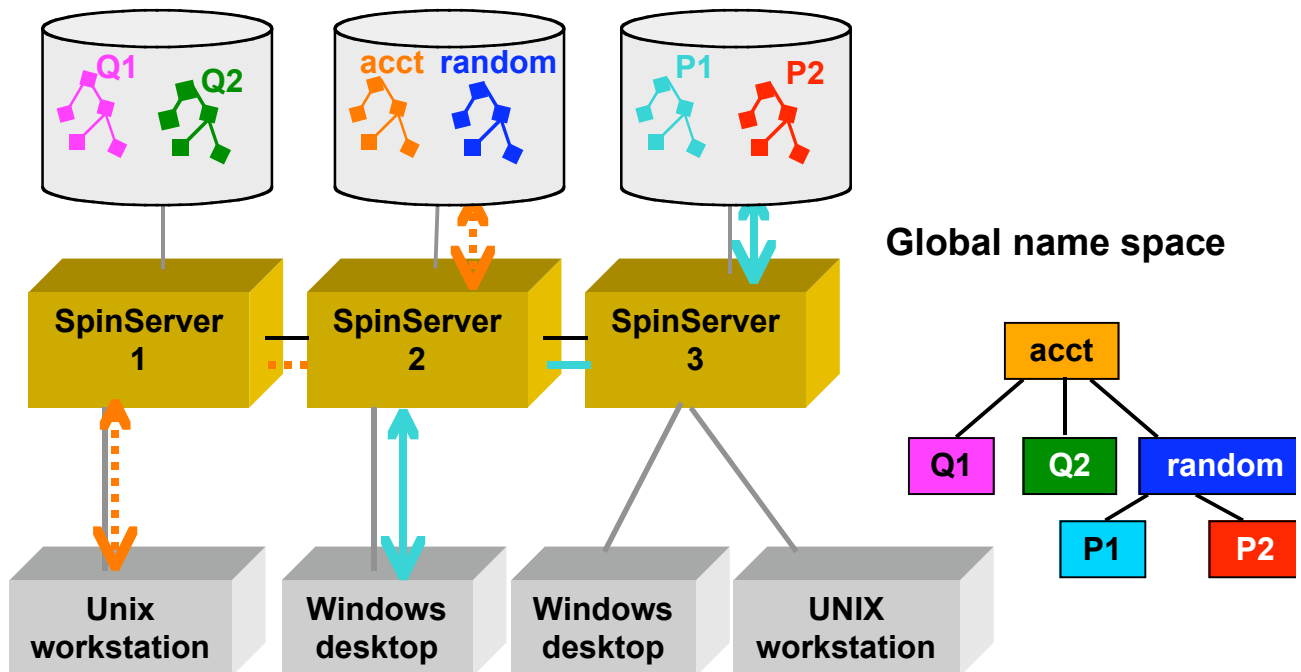 Q1
Q2
acct
random
P1
P2
Global name space
SpinServer
1
SpinServer
2
SpinServer
3
acct
Q1
Q2
random
P1
P2
Unix
workstation
Windows
desktop
Windows
desktop
UNIX
workstation